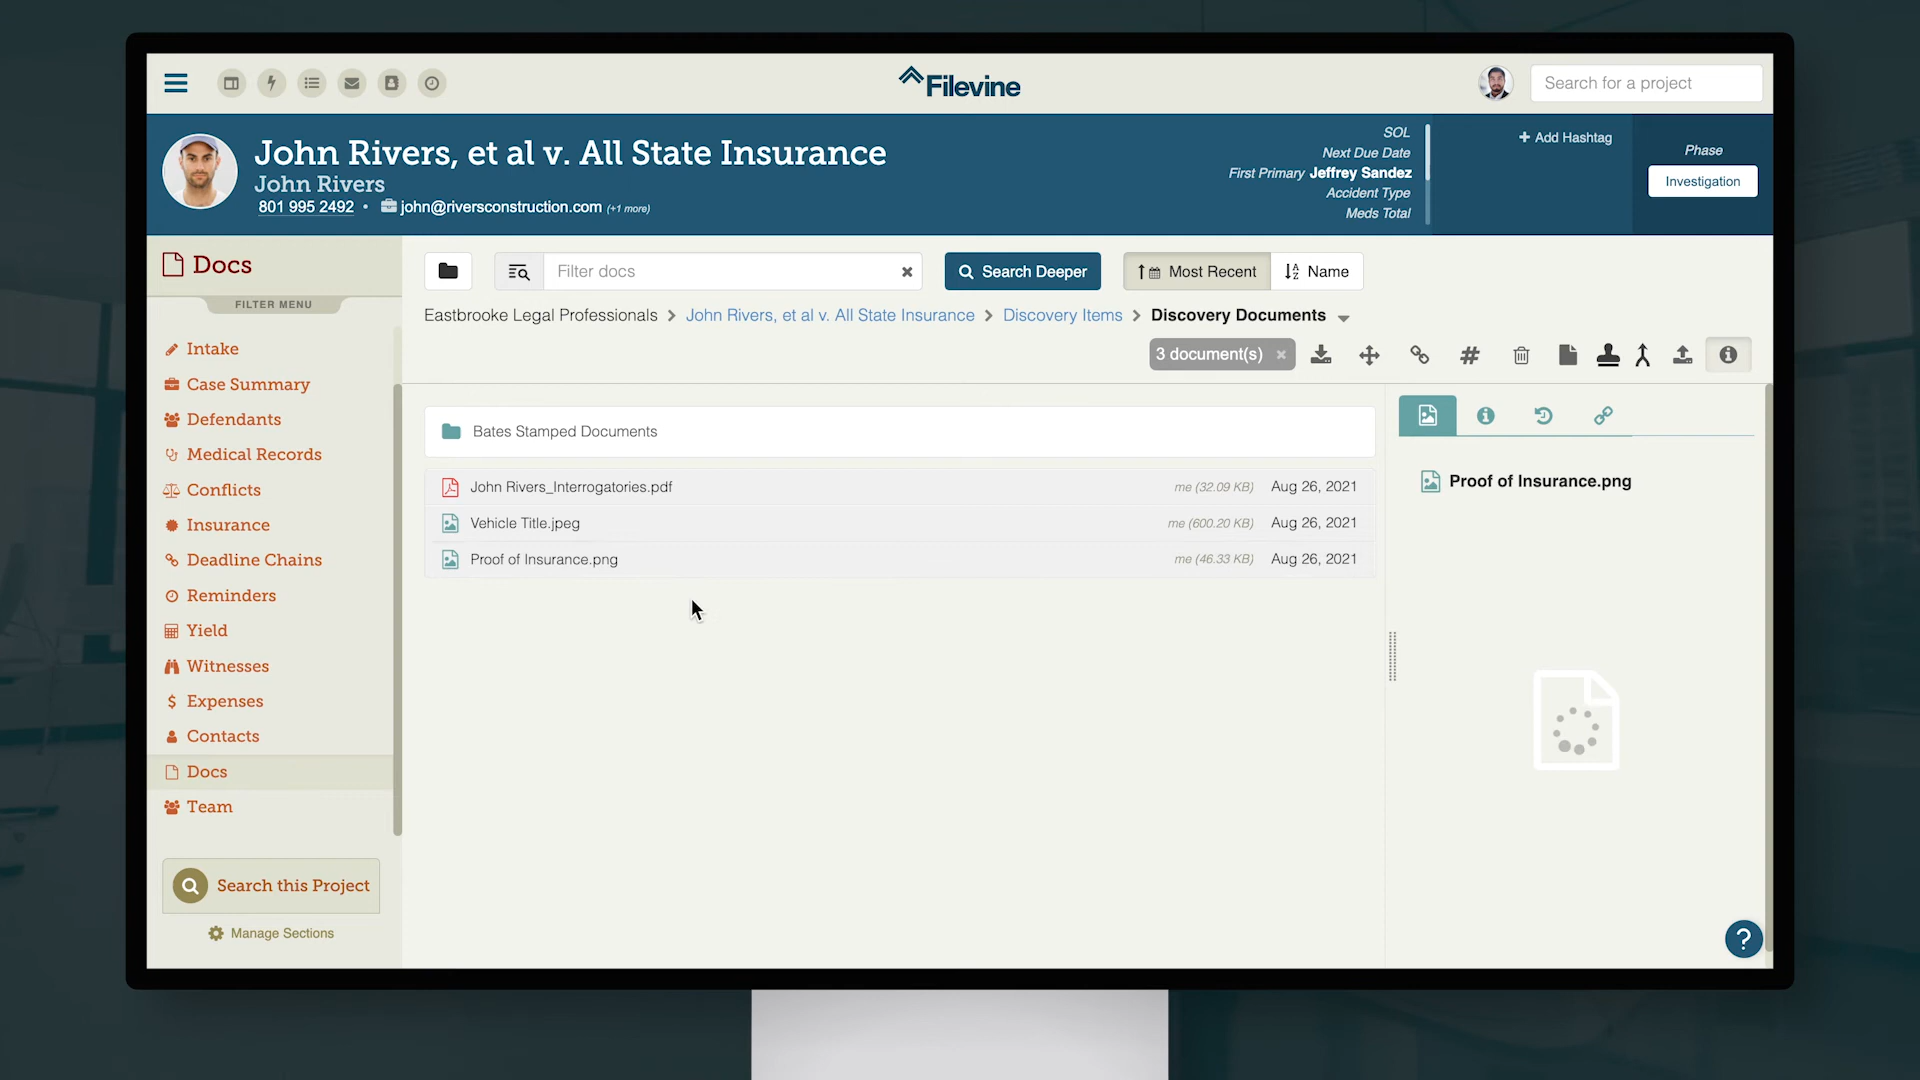 Filevine
Search for a project
John Rivers, et al v. All State Insurance
John Rivers
801 995 2492 • john@riversconstruction.com (+1 more)
SOL
Next Due Date
First Primary Jeffrey Sandez
Accident Type
Meds Total
+ Add Hashtag
Phase
Investigation
Docs
FILTER MENU
Intake
Case Summary
Defendants
Medical Records
Conflicts
Insurance
Deadline Chains
Reminders
Yield
Witnesses
Expenses
Contacts
Docs
Team
Search this Project
Manage Sections
Filter docs
Search Deeper
Most Recent
Name
Eastbrooke Legal Professionals > John Rivers, et al v. All State Insurance > Discovery Items > Discovery Documents
3 document(s) ×
Bates Stamped Documents
John Rivers_Interrogatories.pdf me (32.09 KB) Aug 26, 2021
Vehicle Title.jpeg me (600.20 KB) Aug 26, 2021
Proof of Insurance.png me (46.33 KB) Aug 26, 2021
Proof of Insurance.png
?